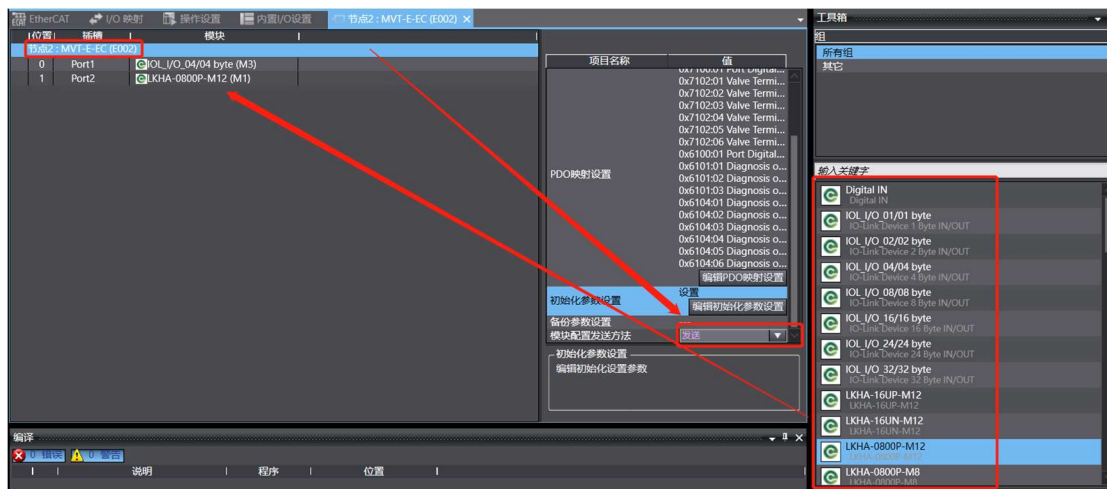 EtherCAT I/O 映射 操作设置 内置I/O设置 节点2 : MVT-E-EC (E002)
位置 插槽 模块
节点2 : MVT-E-EC (E002)
0 Port1 IOL_I/O_04/04 byte (M3)
1 Port2 LKHA-0800P-M12 (M1)
项目名称 值
0x7100:01 Port Digital...
0x7102:01 Valve Termi...
0x7102:02 Valve Termi...
0x7102:03 Valve Termi...
0x7102:04 Valve Termi...
0x7102:05 Valve Termi...
0x7102:06 Valve Termi...
0x6100:01 Port Digital...
0x6101:01 Diagnosis o...
PDO映射设置
0x6101:02 Diagnosis o...
0x6101:03 Diagnosis o...
0x6104:01 Diagnosis o...
0x6104:02 Diagnosis o...
0x6104:03 Diagnosis o...
0x6104:04 Diagnosis o...
0x6104:05 Diagnosis o...
0x6104:06 Diagnosis o...
编辑PDO映射设置
初始化参数设置 设置
编辑初始化参数设置
备份参数设置 ---
模块配置发送方法 发送
初始化参数设置
编辑初始化设置参数
工具箱
组
所有组
其它
输入关键字
Digital IN
Digital IN
IOL_I/O_01/01 byte
IO-Link Device 1 Byte IN/OUT
IOL_I/O_02/02 byte
IO-Link Device 2 Byte IN/OUT
IOL_I/O_04/04 byte
IO-Link Device 4 Byte IN/OUT
IOL_I/O_08/08 byte
IO-Link Device 8 Byte IN/OUT
IOL_I/O_16/16 byte
IO-Link Device 16 Byte IN/OUT
IOL_I/O_24/24 byte
IO-Link Device 24 Byte IN/OUT
IOL_I/O_32/32 byte
IO-Link Device 32 Byte IN/OUT
LKHA-16UP-M12
LKHA-16UP-M12
LKHA-16UN-M12
LKHA-16UN-M12
LKHA-0800P-M12
LKHA-0800P-M12
LKHA-0800P-M8
LKHA-0800P-M8
编译
0 错误 0 警告
说明 程序 位置